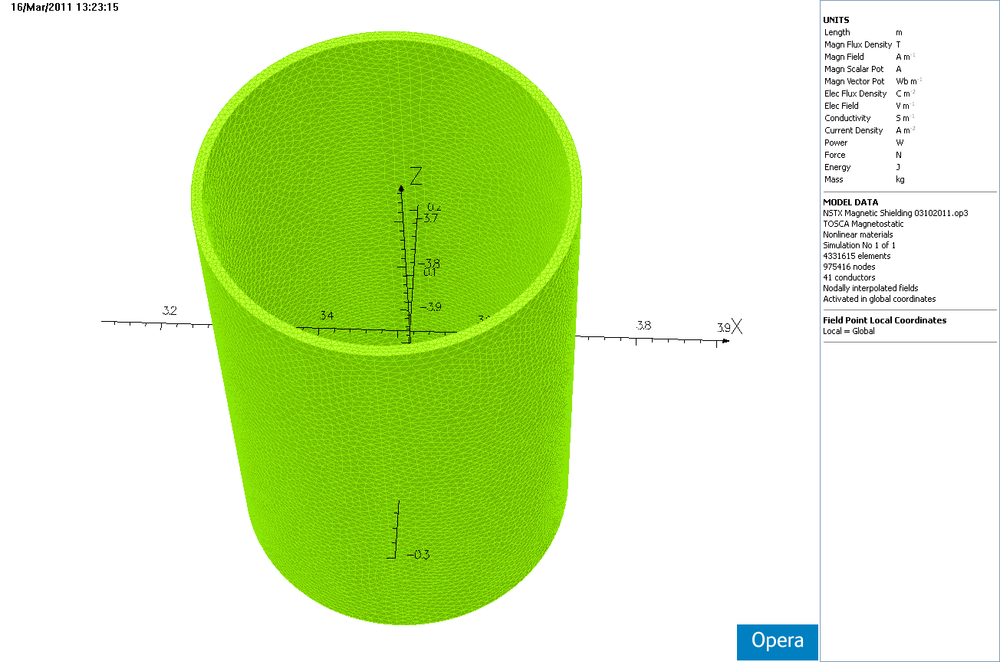 16/Mar/2011 13:23:15
Z
0.2
-3.7
-3.8
0.1
-3.9
3.2
3.4
3.8
3.9 X
-0.3
UNITS
Length m
Magn Flux Density T
Magn Field A m⁻¹
Magn Scalar Pot A
Magn Vector Pot Wb m⁻¹
Elec Flux Density C m⁻²
Elec Field V m⁻¹
Conductivity S m⁻¹
Current Density A m⁻²
Power W
Force N
Energy J
Mass kg
MODEL DATA
NSTX Magnetic Shielding 03102011.op3
TOSCA Magnetostatic
Nonlinear materials
Simulation No 1 of 1
4331615 elements
975416 nodes
41 conductors
Nodally interpolated fields
Activated in global coordinates
Field Point Local Coordinates
Local = Global
Opera